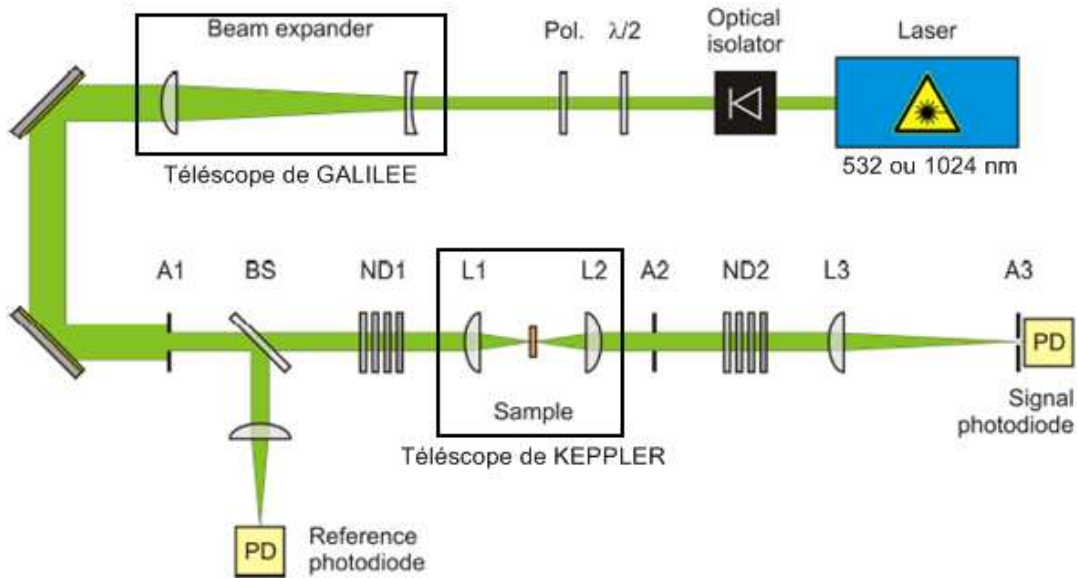 Beam expander
Pol.
λ/2
Optical
isolator
Laser
Téléscope de GALILEE
532 ou 1024 nm
A1
BS
ND1
L1
L2
A2
ND2
L3
A3
PD
Sample
Signal
photodiode
Téléscope de KEPPLER
PD
Reference
photodiode